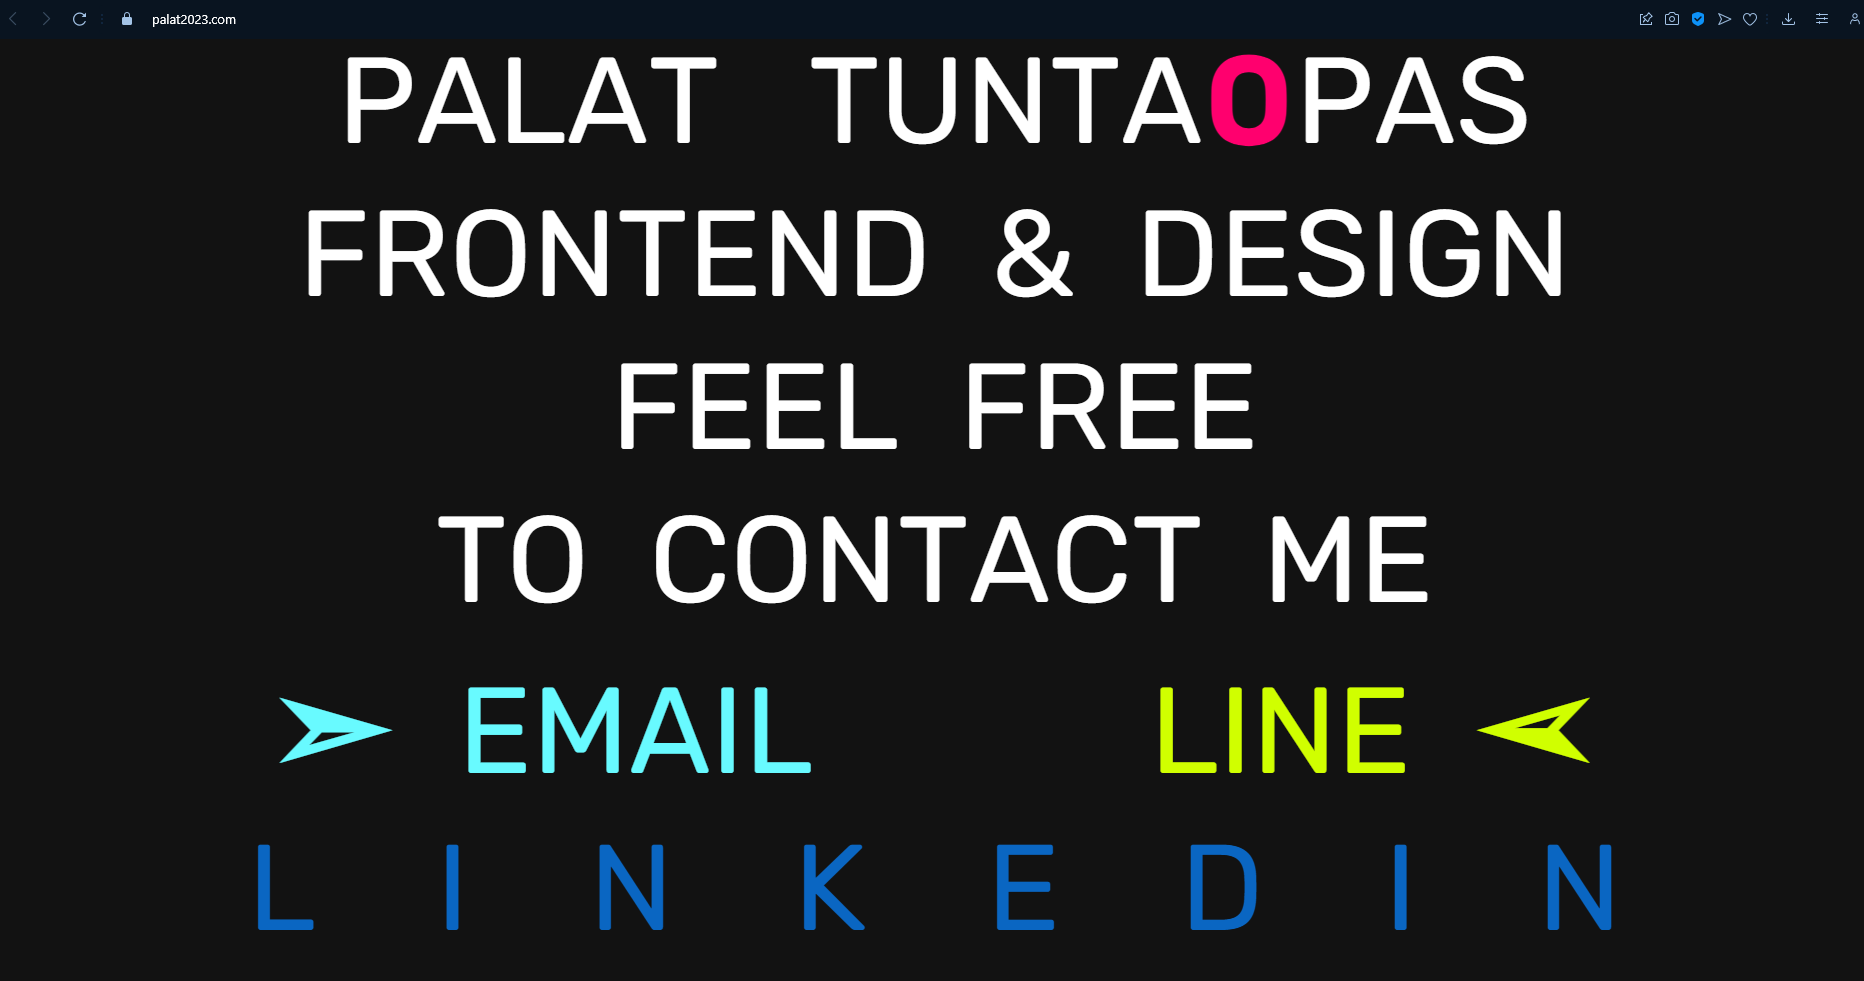 palat2023.com
PALAT TUNTAOPAS
FRONTEND & DESIGN
FEEL FREE
TO CONTACT ME
EMAIL LINE
LINKEDIN